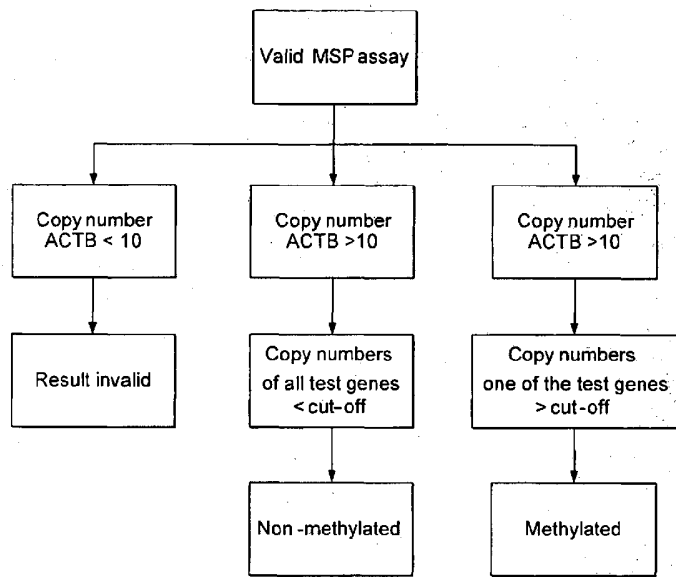 Valid MSP assay
Copy number
ACTB < 10
Copy number
ACTB >10
Copy number
ACTB >10
Result invalid
Copy numbers
of all test genes
< cut-off
Copy numbers
one of the test genes
> cut-off
Non-methylated
Methylated